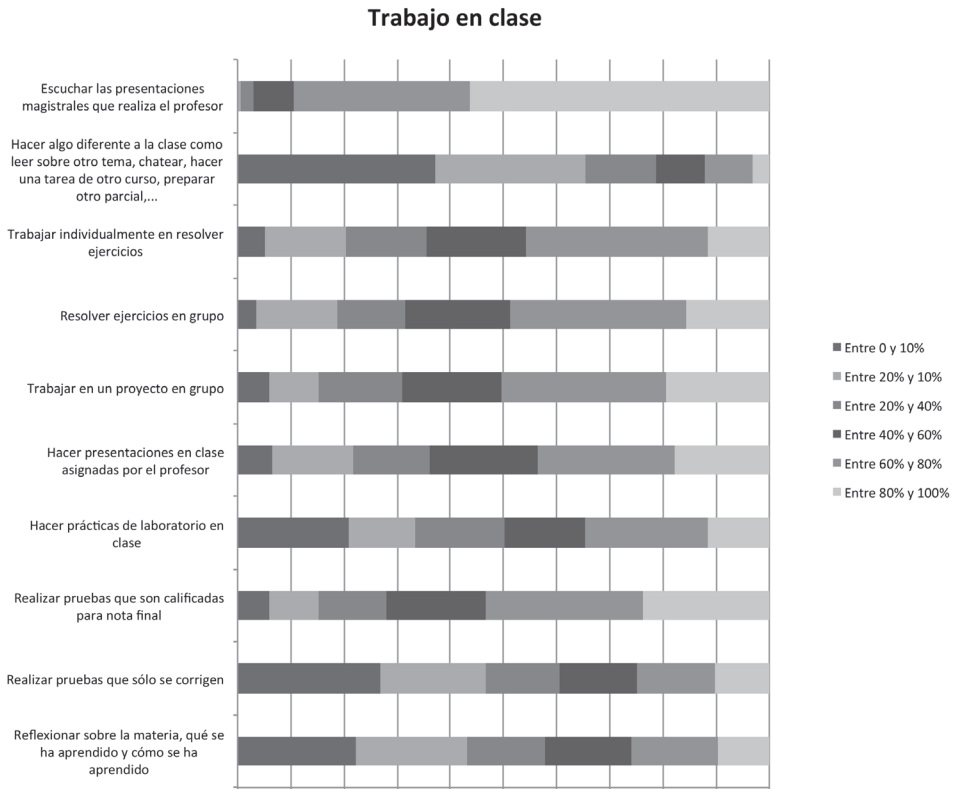 Trabajo en clase
Escuchar las presentaciones
magistrales que realiza el profesor
Hacer algo diferente a la clase como
leer sobre otro tema, chatear, hacer
una tarea de otro curso, preparar
otro parcial,...
Trabajar individualmente en resolver
ejercicios
Resolver ejercicios en grupo
Trabajar en un proyecto en grupo
Hacer presentaciones en clase
asignadas por el profesor
Hacer prácticas de laboratorio en
clase
Realizar pruebas que son calificadas
para nota final
Realizar pruebas que sólo se corrigen
Reflexionar sobre la materia, qué se
ha aprendido y cómo se ha
aprendido
Entre 0 y 10%
Entre 20% y 10%
Entre 20% y 40%
Entre 40% y 60%
Entre 60% y 80%
Entre 80% y 100%